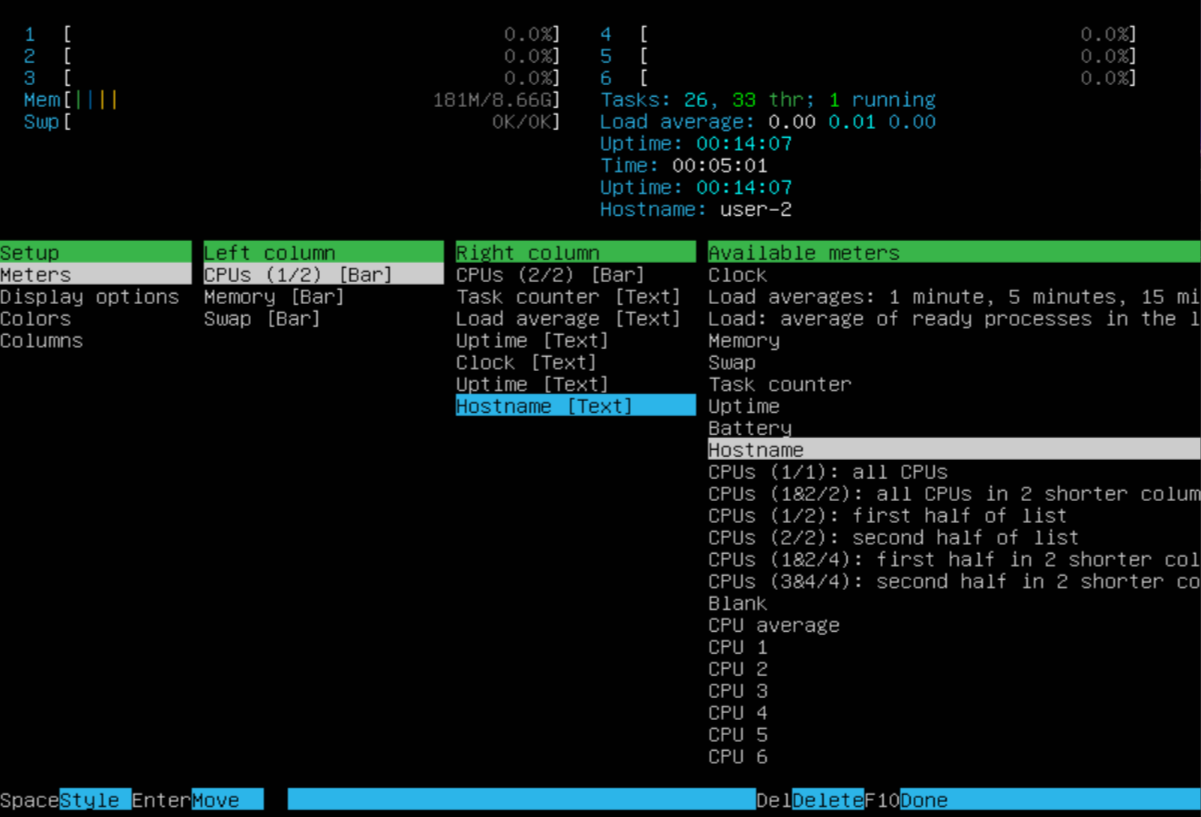 1 [ 0.0%] 4 [ 0.0%]
2 [ 0.0%] 5 [ 0.0%]
3 [ 0.0%] 6 [ 0.0%]
Mem[|||| 181M/8.66G] Tasks: 26, 33 thr; 1 running
Swp[ 0K/0K] Load average: 0.00 0.01 0.00
Uptime: 00:14:07
Time: 00:05:01
Uptime: 00:14:07
Hostname: user-2
Setup Left column Right column Available meters
Meters CPUs (1/2) [Bar] CPUs (2/2) [Bar] Clock
Display options Memory [Bar] Task counter [Text] Load averages: 1 minute, 5 minutes, 15 mi
Colors Swap [Bar] Load average [Text] Load: average of ready processes in the l
Columns Uptime [Text] Memory
Clock [Text] Swap
Uptime [Text] Task counter
Hostname [Text] Uptime
Battery
Hostname
CPUs (1/1): all CPUs
CPUs (1&2/2): all CPUs in 2 shorter colum
CPUs (1/2): first half of list
CPUs (2/2): second half of list
CPUs (1&2/4): first half in 2 shorter col
CPUs (3&4/4): second half in 2 shorter co
Blank
CPU average
CPU 1
CPU 2
CPU 3
CPU 4
CPU 5
CPU 6
SpaceStyle EnterMove DelDeleteF10Done